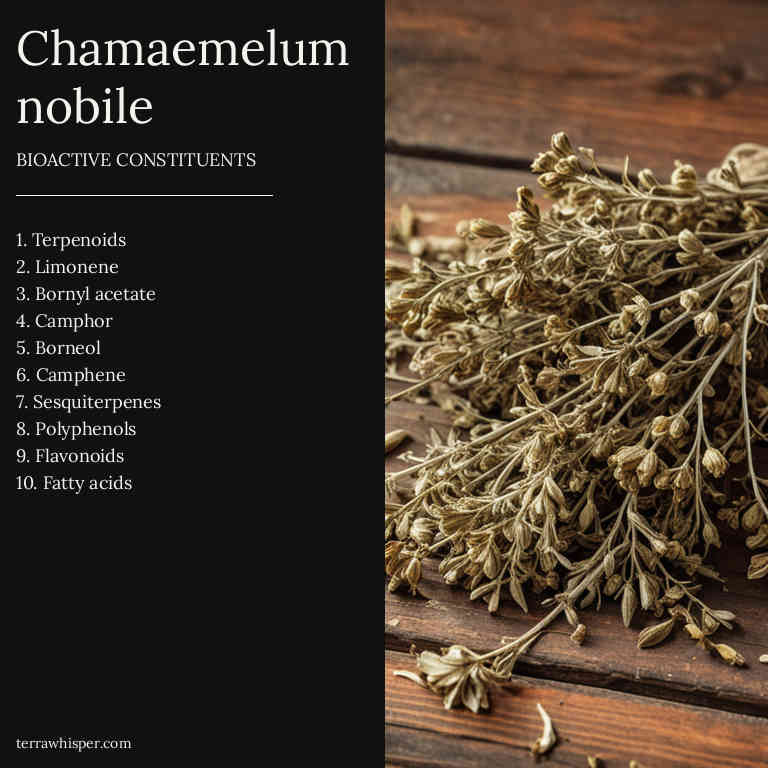 Chamaemelum
nobile
BIOACTIVE CONSTITUENTS
1. Terpenoids
2. Limonene
3. Bornyl acetate
4. Camphor
5. Borneol
6. Camphene
7. Sesquiterpenes
8. Polyphenols
9. Flavonoids
10. Fatty acids
terrawhisper.com